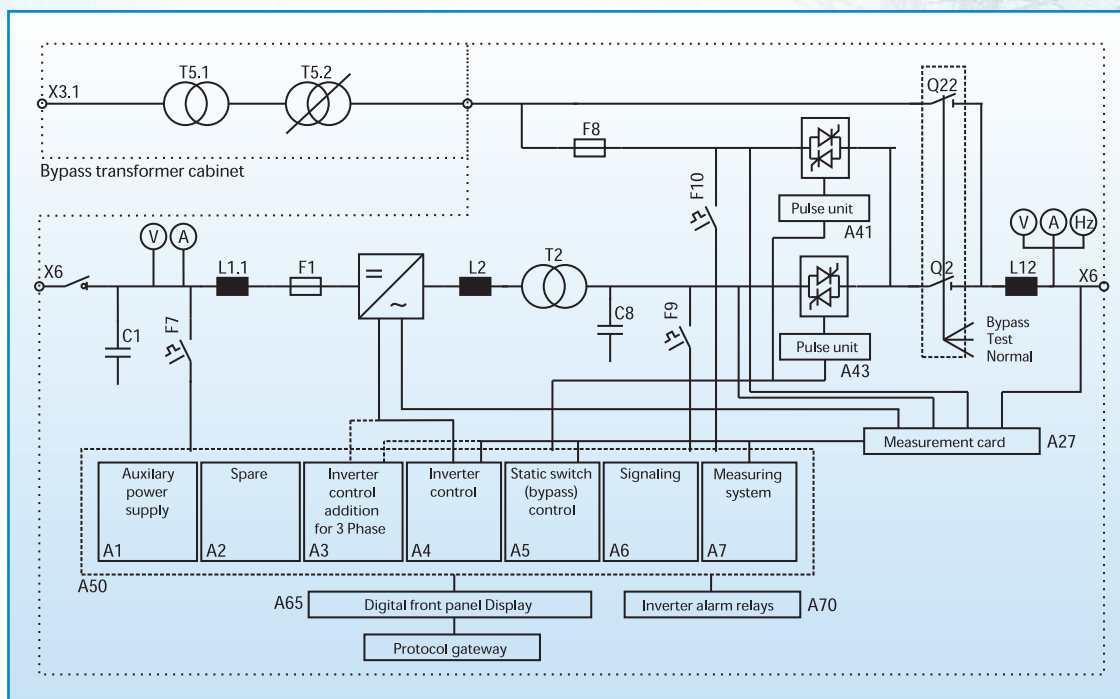 X3.1
T5.1
T5.2
Bypass transformer cabinet
F8
F10
Pulse unit
A41
Q22
V
A
Hz
X6
V
A
L1.1
F1
=
~
L2
T2
Q2
L12
X6
C1
F7
C8
F9
Pulse unit
A43
Bypass
Test
Normal
Measurement card
A27
Auxilary
power
supply
A1
Spare
A2
Inverter
control
addition
for 3 Phase
A3
Inverter
control
A4
Static switch
(bypass)
control
A5
Signaling
A6
Measuring
system
A7
A50
A65
Digital front panel Display
Inverter alarm relays
A70
Protocol gateway